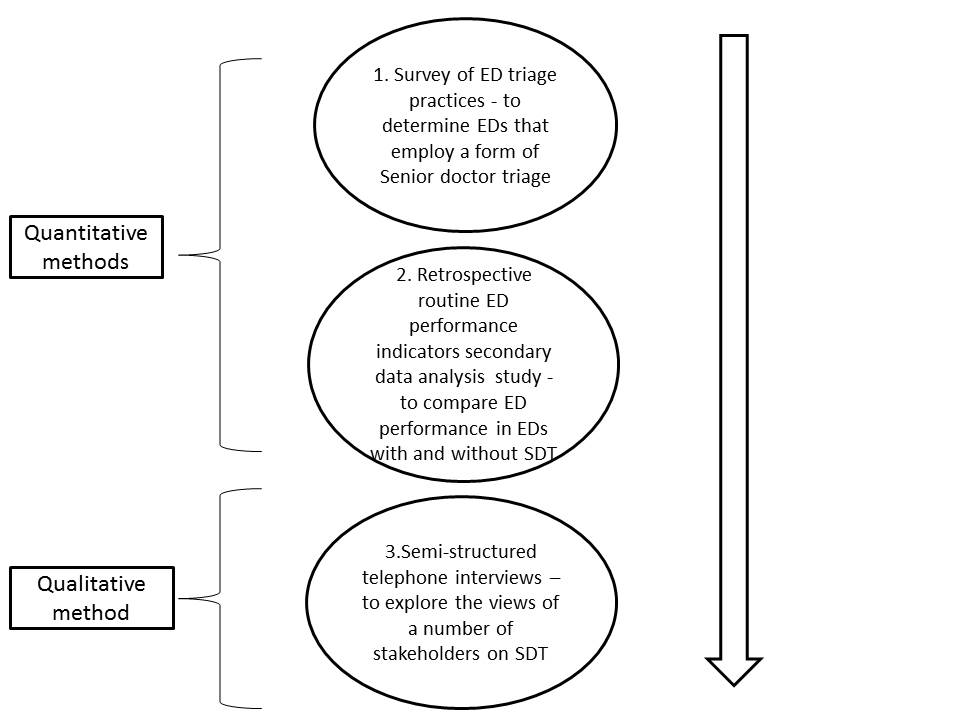 1. Survey of ED triage
practices - to
determine EDs that
employ a form of
Senior doctor triage
Quantitative
methods
2. Retrospective
routine ED
performance
indicators secondary
data analysis study -
to compare ED
performance in EDs
with and without SDT
Qualitative
method
3.Semi-structured
telephone interviews –
to explore the views of
a number of
stakeholders on SDT